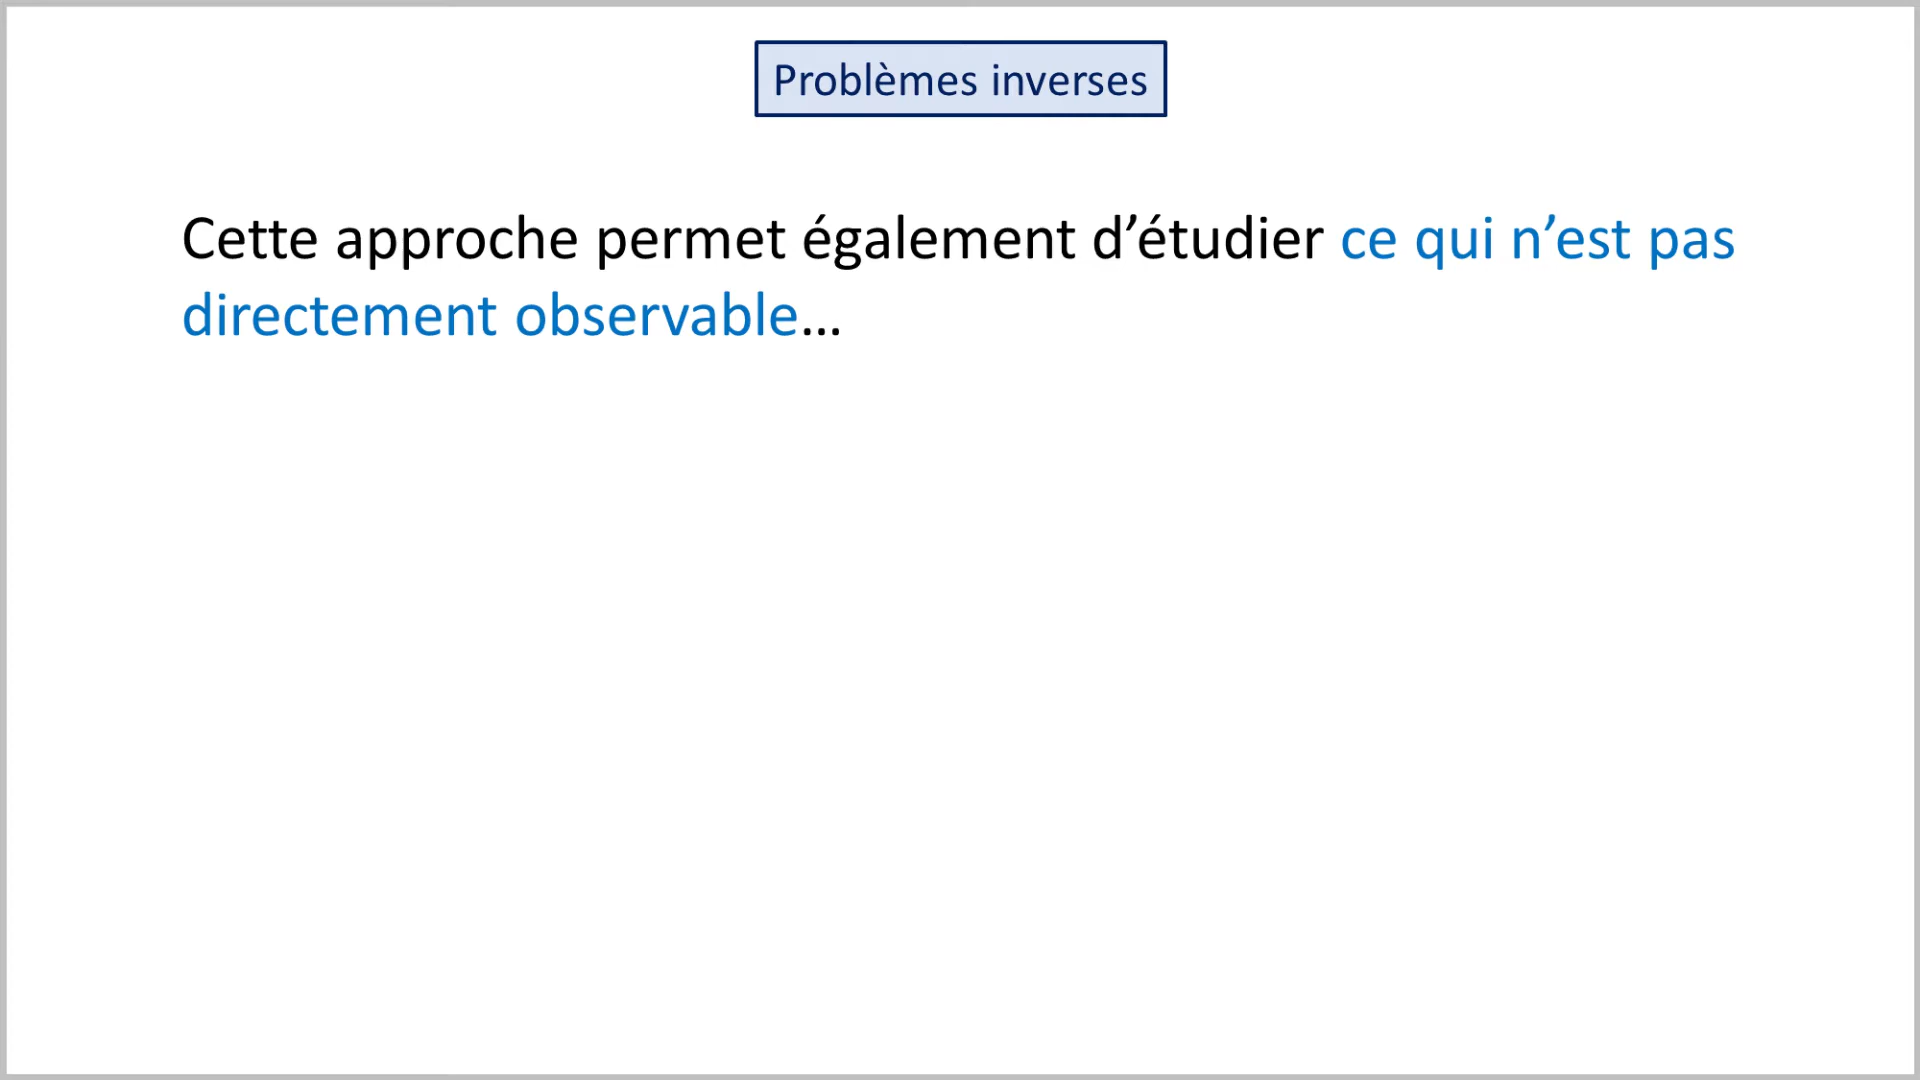 Problèmes inverses
Cette approche permet également d’étudier ce qui n’est pas
directement observable…